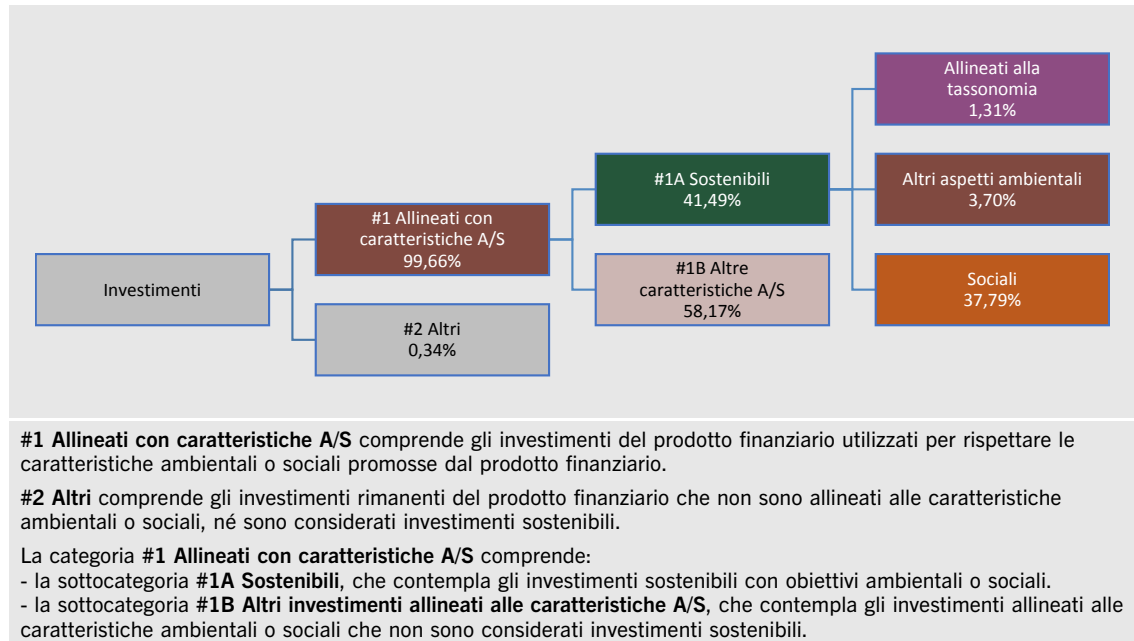 Investimenti
#1 Allineati con
caratteristiche A/S
99,66%
#2 Altri
0,34%
#1A Sostenibili
41,49%
#1B Altre
caratteristiche A/S
58,17%
Allineati alla
tassonomia
1,31%
Altri aspetti ambientali
3,70%
Sociali
37,79%
#1 Allineati con caratteristiche A/S comprende gli investimenti del prodotto finanziario utilizzati per rispettare le
caratteristiche ambientali o sociali promosse dal prodotto finanziario.
#2 Altri comprende gli investimenti rimanenti del prodotto finanziario che non sono allineati alle caratteristiche
ambientali o sociali, né sono considerati investimenti sostenibili.
La categoria #1 Allineati con caratteristiche A/S comprende:
- la sottocategoria #1A Sostenibili, che contempla gli investimenti sostenibili con obiettivi ambientali o sociali.
- la sottocategoria #1B Altri investimenti allineati alle caratteristiche A/S, che contempla gli investimenti allineati alle
caratteristiche ambientali o sociali che non sono considerati investimenti sostenibili.